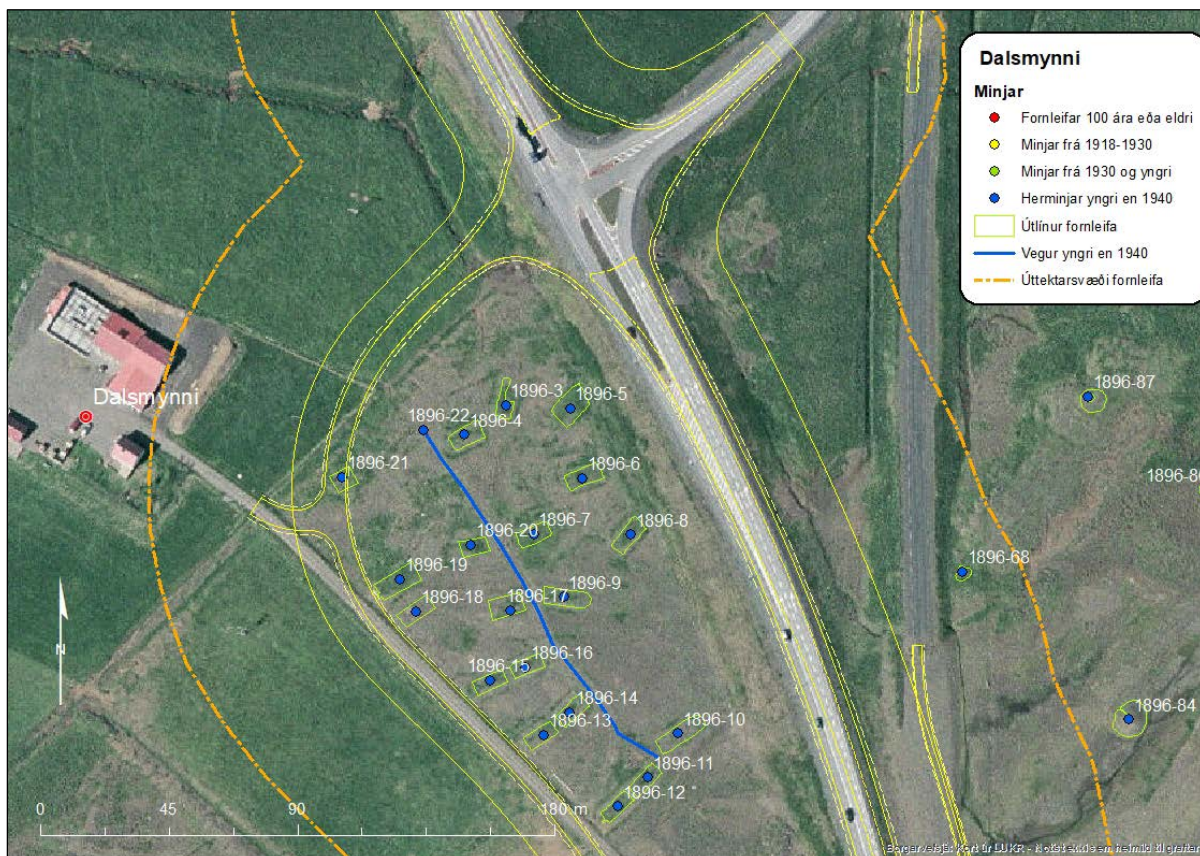 Dalsmynni
Minjar
Fornleifar 100 ára eða eldri
Minjar frá 1918-1930
Minjar frá 1930 og yngri
Herminjar yngri en 1940
Útlínur fornleifa
Vegur yngri en 1940
Úttektarsvæði fornleifa
Dalsmynni
1896-3
1896-5
1896-22
1896-4
1896-21
1896-6
1896-20
1896-7
1896-8
1896-19
1896-18
1896-17
1896-9
1896-15
1896-16
1896-14
1896-13
1896-10
1896-11
1896-12
1896-87
1896-86
1896-68
1896-84
N
0 45 90 180 m